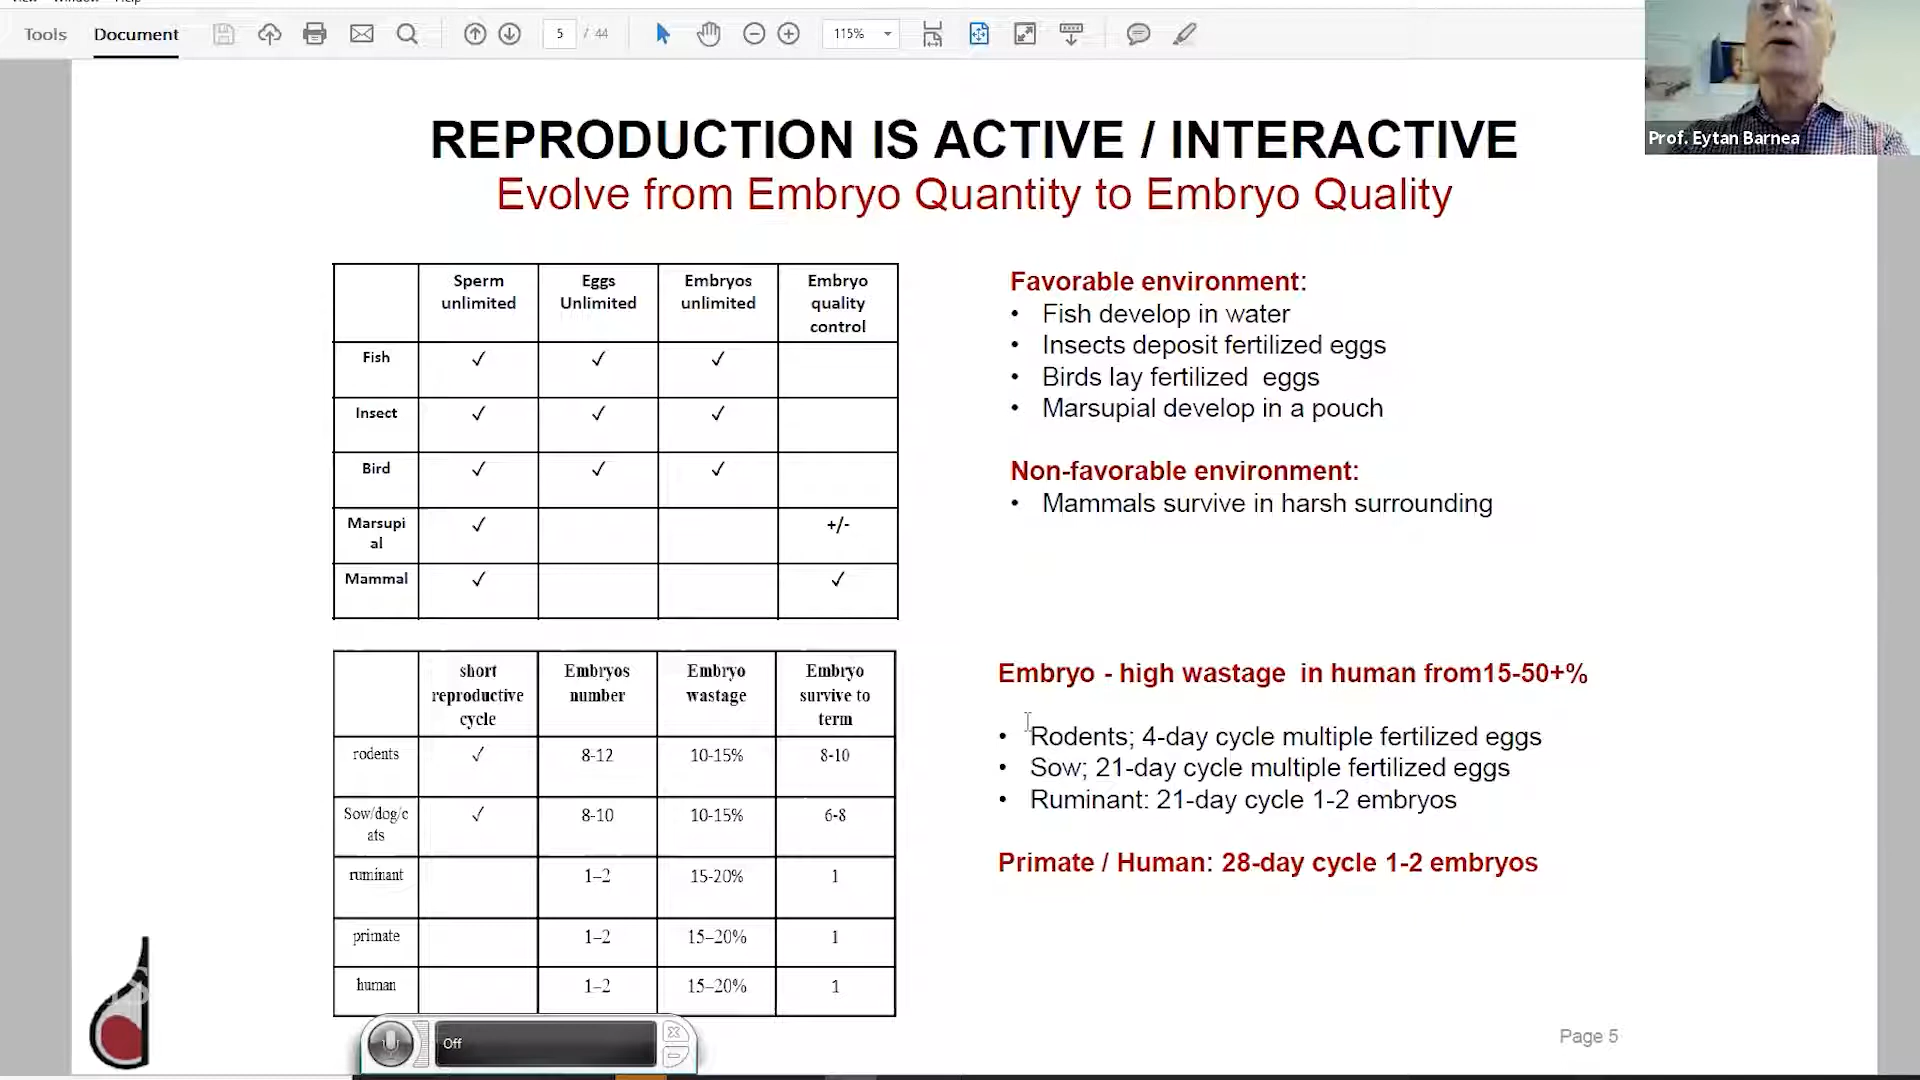 Tools Document 5 / 44 115%
Prof. Eytan Barnea
REPRODUCTION IS ACTIVE / INTERACTIVE
Evolve from Embryo Quantity to Embryo Quality
Sperm unlimited Eggs Unlimited Embryos unlimited Embryo quality control
Fish ✓ ✓ ✓
Insect ✓ ✓ ✓
Bird ✓ ✓ ✓
Marsupi al ✓ +/-
Mammal ✓ ✓
Favorable environment:
• Fish develop in water
• Insects deposit fertilized eggs
• Birds lay fertilized eggs
• Marsupial develop in a pouch
Non-favorable environment:
• Mammals survive in harsh surrounding
short reproductive cycle Embryos number Embryo wastage Embryo survive to term
rodents ✓ 8-12 10-15% 8-10
Sow/dog/c ats ✓ 8-10 10-15% 6-8
ruminant 1–2 15-20% 1
primate 1–2 15–20% 1
human 1–2 15–20% 1
Embryo - high wastage in human from15-50+%
• Rodents; 4-day cycle multiple fertilized eggs
• Sow; 21-day cycle multiple fertilized eggs
• Ruminant: 21-day cycle 1-2 embryos
Primate / Human: 28-day cycle 1-2 embryos
Off
Page 5